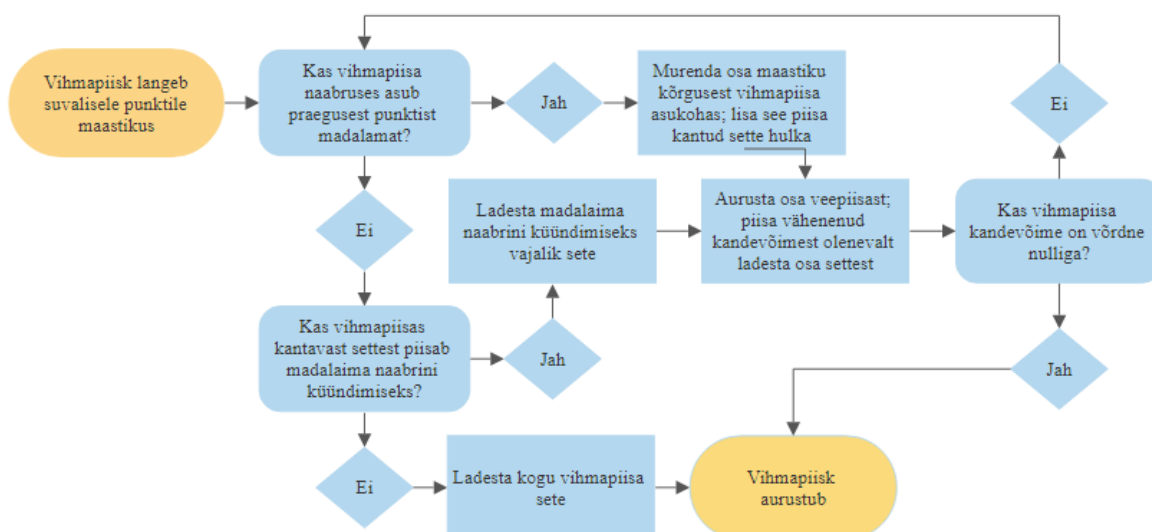 Vihmapiisk langeb
suvalisele punktile
maastikus
Kas vihmapiisa
naabruses asub
praegusest punktist
madalamat?
Jah
Murenda osa maastiku
kõrgusest vihmapiisa
asukohas; lisa see piisa
kantud sette hulka
Ei
Ei
Ladesta madalaima
naabrini küündimiseks
vajalik sete
Aurusta osa veepiisast;
piisa vähenenud
kandevõimest olenevalt
ladesta osa settest
Kas vihmapiisa
kandevõime on võrdne
nulliga?
Kas vihmapiisas
kantavast settest piisab
madalaima naabrini
küündimiseks?
Jah
Jah
Ei
Ladesta kogu vihmapiisa
sete
Vihmapiisk
aurustub